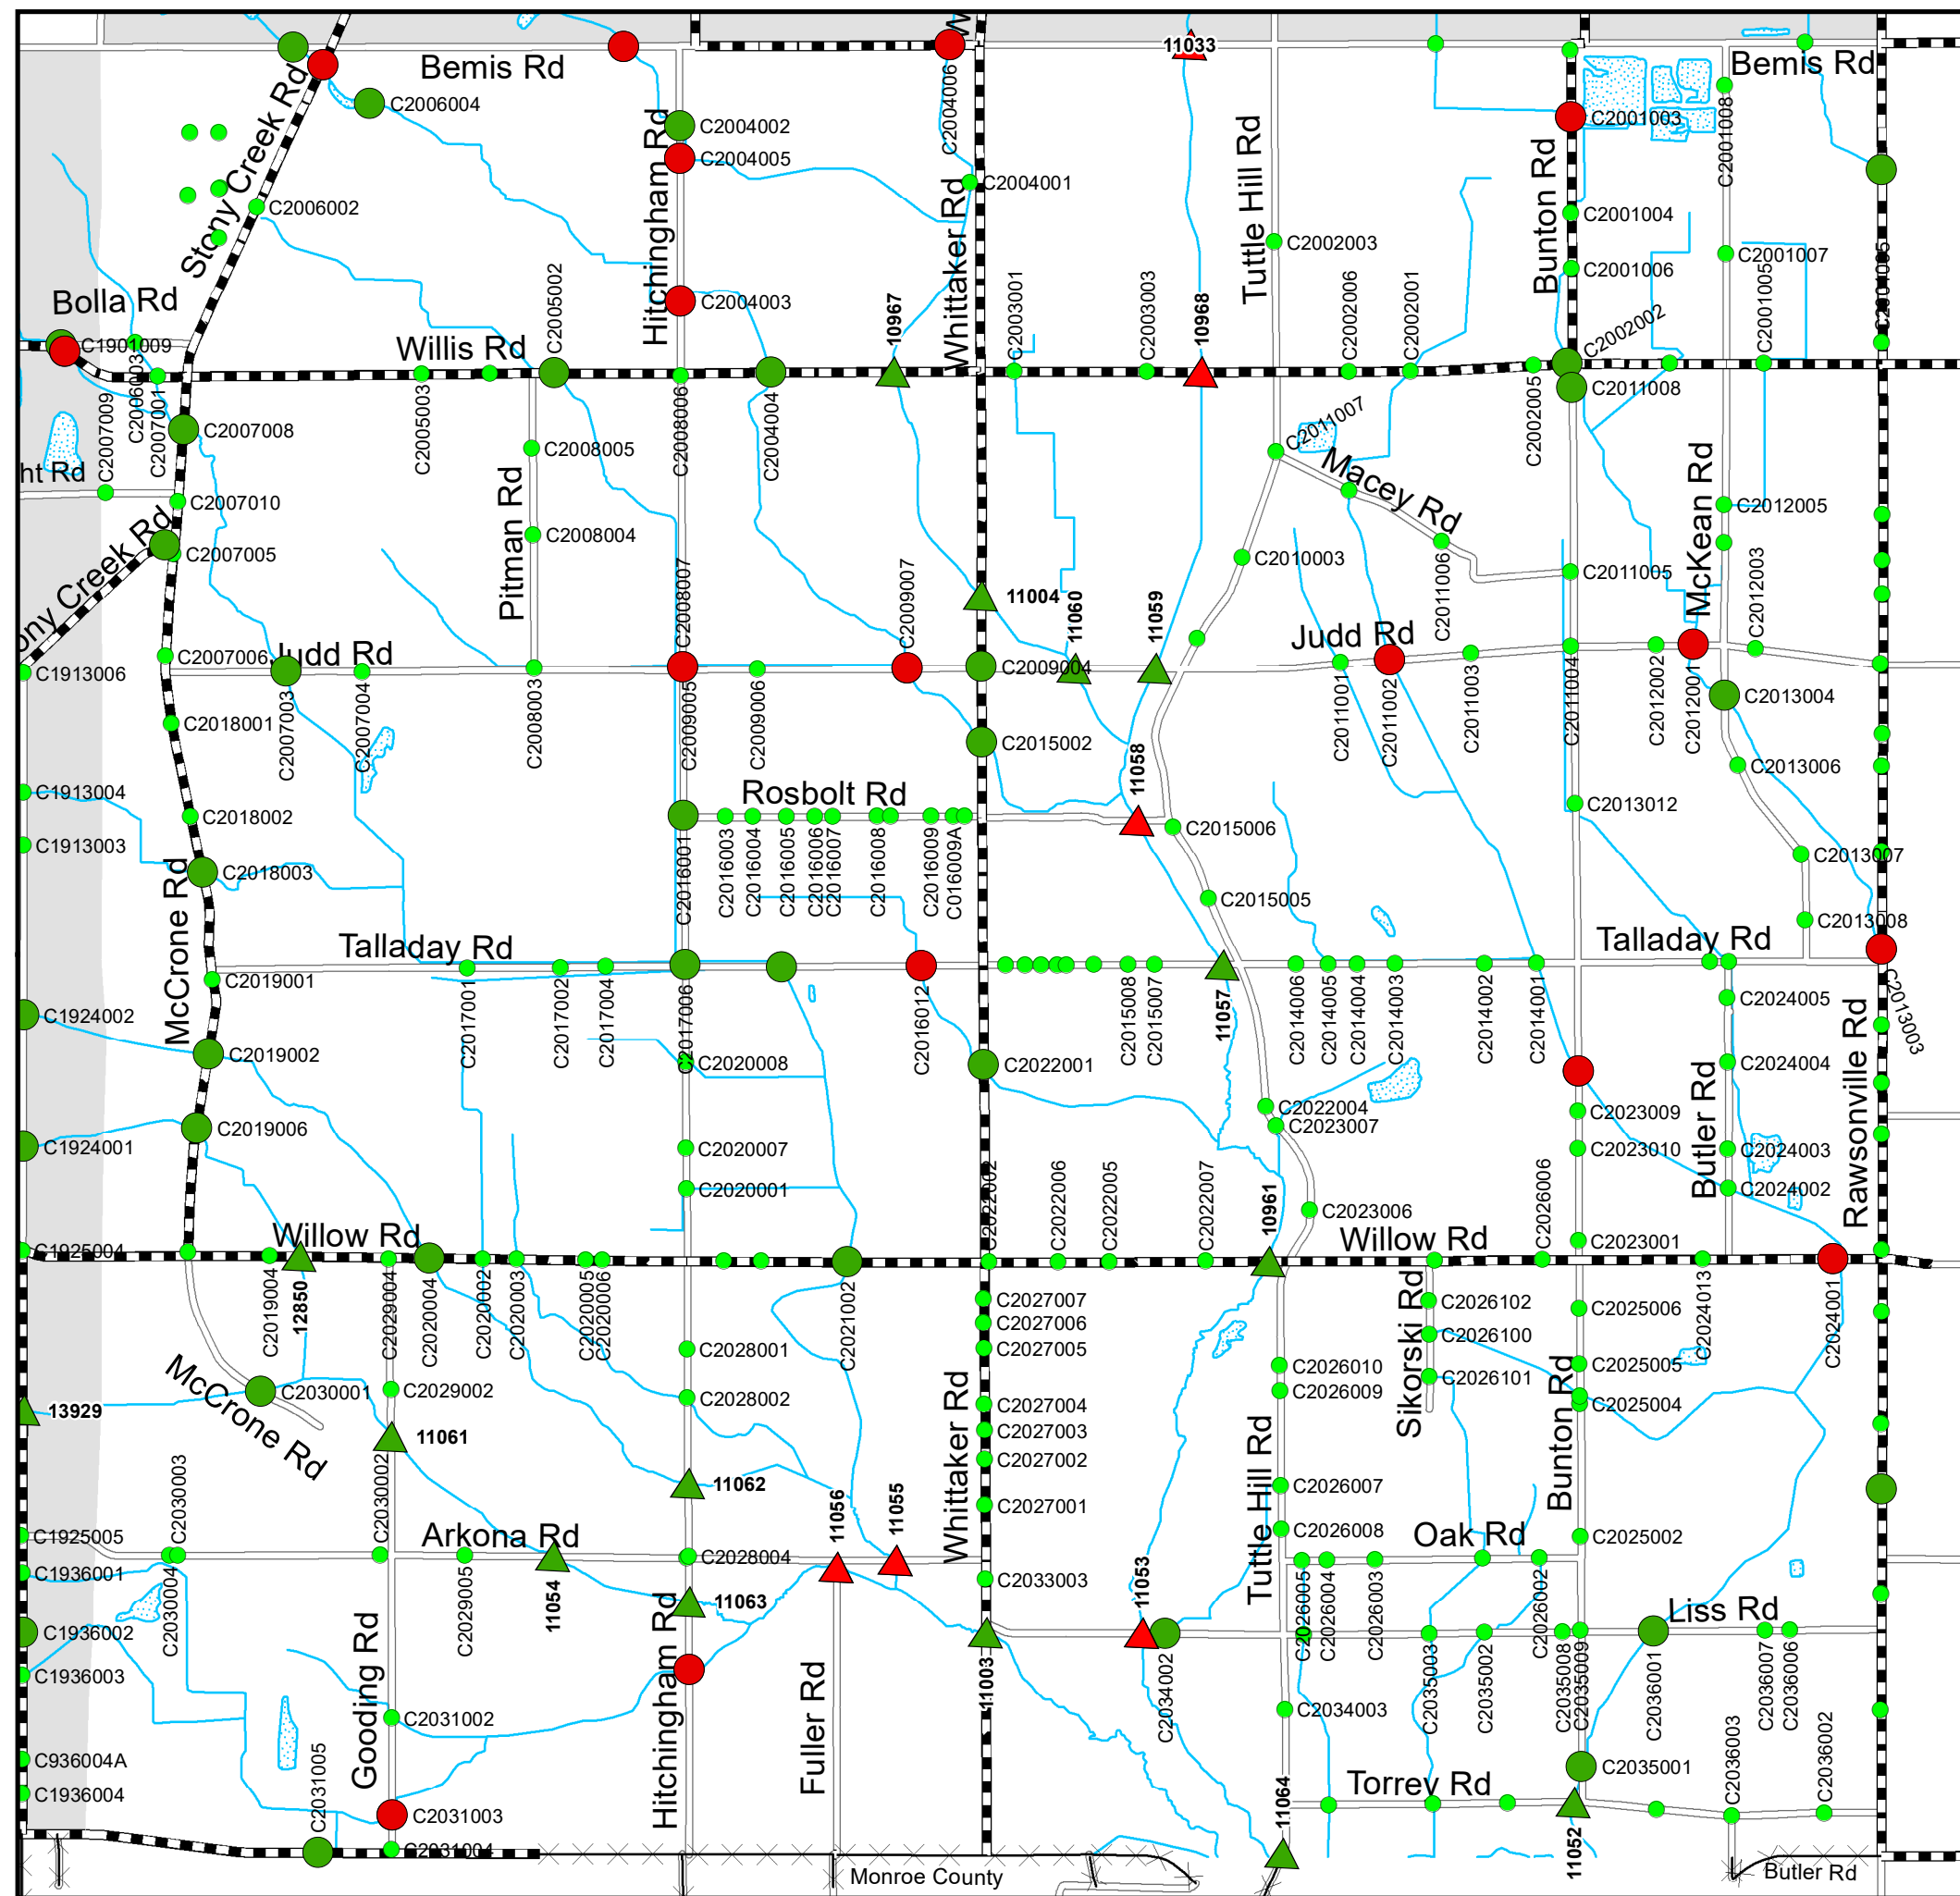 11033
Bemis Rd
Bemis Rd
C2006004
C2004002
C2004005
C2004006
C2004001
C2001003
C2001008
Stony Creek Rd
Hitchingham Rd
Whittaker Rd
Tuttle Hill Rd
Bunton Rd
C2006002
C2001004
C2002003
C2001006
C2001007
C2001005
Bolla Rd
C2005002
C2004003
10967
C2003001
C2003003
10968
C2002006
C2002001
C2002002
C1901009
C2006003
Willis Rd
C2007009
C2007001
C2007008
C2005003
C2008005
C2008006
C2004004
C2011007
C2002005
C2011008
ht Rd
C2007010
Pitman Rd
Macey Rd
McKean Rd
C2012005
C2007005
C2008004
C2010003
C2011006
C2011005
C2012003
ony Creek Rd
C2008007
C2009007
11004
11060
11059
C1913006
C2007006
Judd Rd
Judd Rd
C2009004
C2018001
C2007003
C2007004
C2008003
C2009005
C2009006
C2015002
C2011001
C2011002
C2011003
C2011004
C2012002
C2012001
C2013004
11058
C2013006
C1913004
C2018002
Rosbolt Rd
C2015006
C2013012
C1913003
C2018003
C2016001
C2016003
C2016004
C2016005
C2016006
C2016007
C2016008
C2016009
C2016009A
C2013007
McCrone Rd
C2015005
C2013008
Talladay Rd
Talladay Rd
C2019001
C2017001
C2017002
C2017004
C2017006
C2016012
C2015008
C2015007
11057
C2014006
C2014005
C2014004
C2014003
C2014002
C2014001
C2024005
C2013003
C1924002
C2019002
C2020008
C2022001
C2024004
Butler Rd
Rawsonville Rd
C2022004
C2023007
C2023009
C1924001
C2019006
C2020007
C2023010
C2024003
C2020001
C2022002
C2022006
C2022005
C2022007
10961
C2023006
C2026006
C2024002
C1925004
Willow Rd
Willow Rd
C2023001
C2019004
12850
C2029004
C2020004
C2020002
C2020003
C2020005
C2020006
C2021002
C2027007
C2027006
C2027005
Sikorski Rd
C2026102
C2026100
C2026101
C2025006
C2024013
C2024001
C2028001
C2026010
C2026009
C2025005
C2025004
McCrone Rd
C2030001
C2029002
C2028002
C2027004
C2027003
C2027002
C2027001
13929
11061
11062
Whittaker Rd
Tuttle Hill Rd
Bunton Rd
C2026007
C2026008
C2030003
C2030002
11056
11055
C1925005
Arkona Rd
C2028004
Oak Rd
C2025002
C1936001
C2030004
C2029005
11054
11063
C2033003
11053
C2026005
C2026004
C2026003
C2026002
C1936002
Liss Rd
C1936003
Gooding Rd
Hitchingham Rd
Fuller Rd
11003
C2034002
C2034003
C2035003
C2035002
C2035008
C2035009
C2036001
C2036007
C2036006
C2031002
C936004A
C1936004
C2031005
C2031003
C2031004
11064
Torrey Rd
C2035001
11052
C2036003
C2036002
Monroe County
Butler Rd